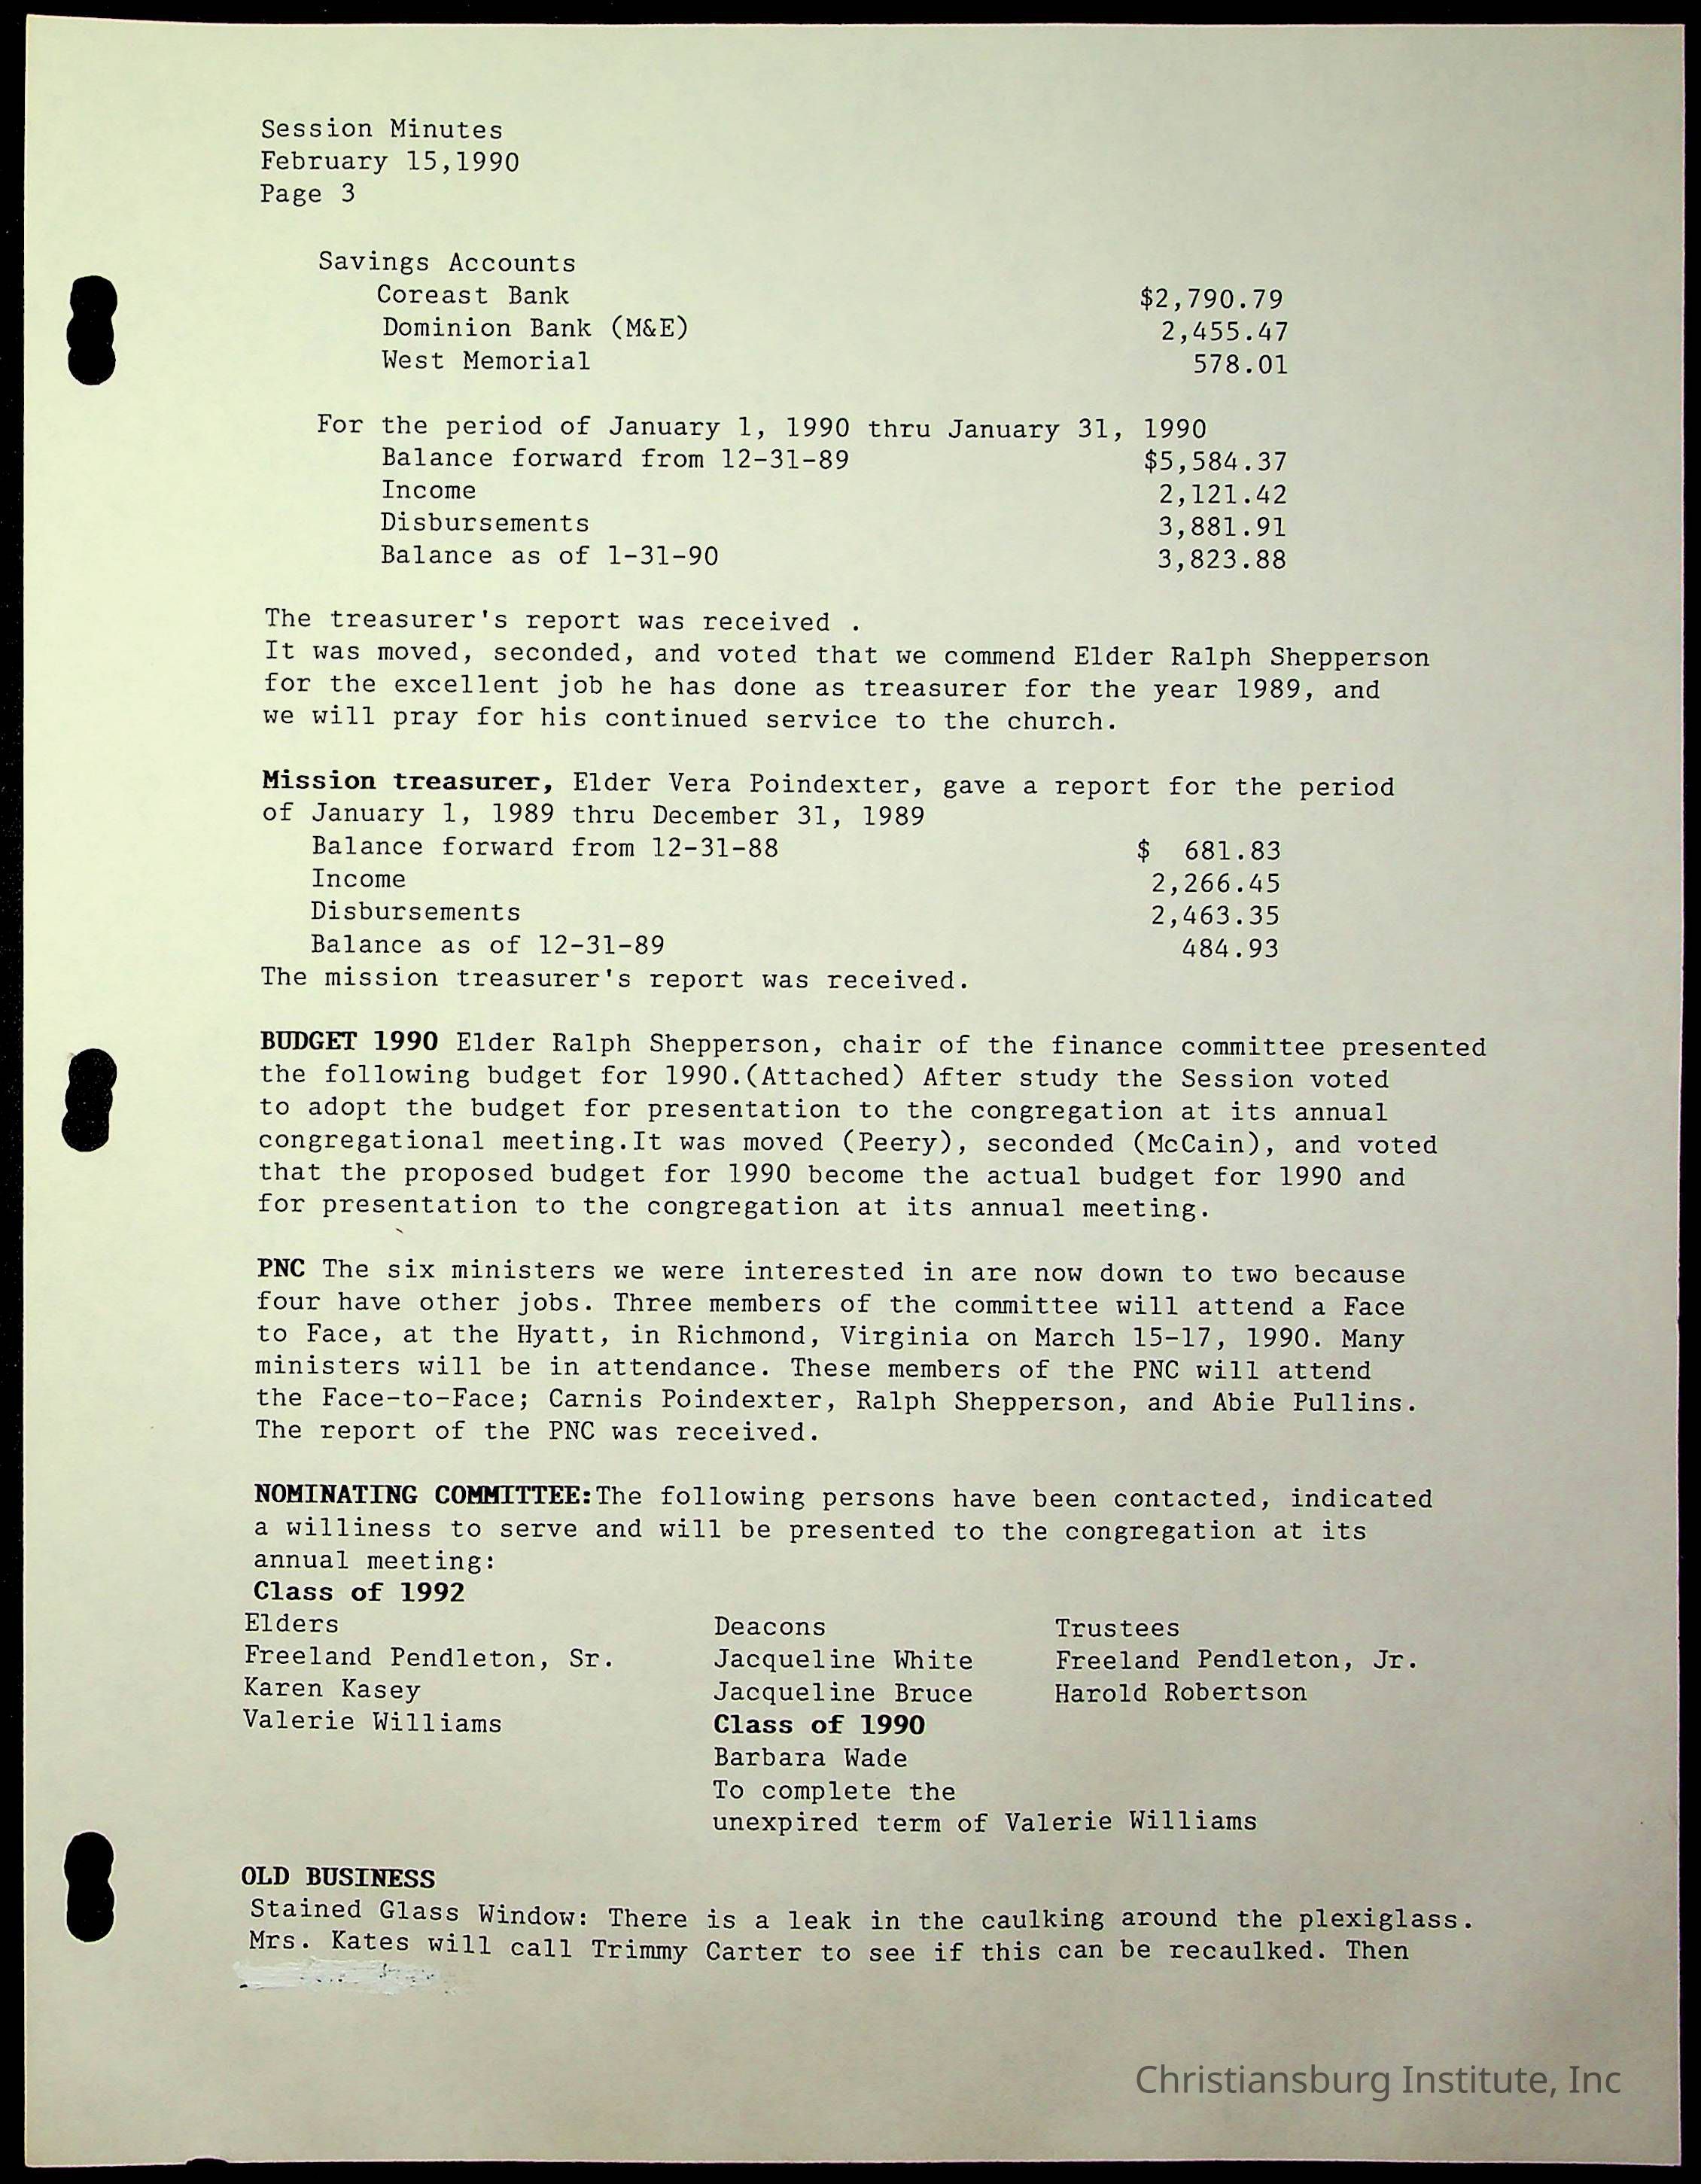 Session Minutes
February 15,1990
Page 3
Savings Accounts
Coreast Bank $2,790.79
Dominion Bank (M&E) 2,455.47
West Memorial 578.01
For the period of January 1, 1990 thru January 31, 1990
Balance forward from 12-31-89 $5,584.37
Income 2,121.42
Disbursements 3,881.91
Balance as of 1-31-90 3,823.88
The treasurer's report was received .
It was moved, seconded, and voted that we commend Elder Ralph Shepperson
for the excellent job he has done as treasurer for the year 1989, and
we will pray for his continued service to the church.
Mission treasurer, Elder Vera Poindexter, gave a report for the period
of January 1, 1989 thru December 31, 1989
Balance forward from 12-31-88 $ 681.83
Income 2,266.45
Disbursements 2,463.35
Balance as of 12-31-89 484.93
The mission treasurer's report was received.
BUDGET 1990 Elder Ralph Shepperson, chair of the finance committee presented
the following budget for 1990.(Attached) After study the Session voted
to adopt the budget for presentation to the congregation at its annual
congregational meeting.It was moved (Peery), seconded (McCain), and voted
that the proposed budget for 1990 become the actual budget for 1990 and
for presentation to the congregation at its annual meeting.
PNC The six ministers we were interested in are now down to two because
four have other jobs. Three members of the committee will attend a Face
to Face, at the Hyatt, in Richmond, Virginia on March 15-17, 1990. Many
ministers will be in attendance. These members of the PNC will attend
the Face-to-Face; Carnis Poindexter, Ralph Shepperson, and Abie Pullins.
The report of the PNC was received.
NOMINATING COMMITTEE:The following persons have been contacted, indicated
a williness to serve and will be presented to the congregation at its
annual meeting:
Class of 1992
Elders Deacons Trustees
Freeland Pendleton, Sr. Jacqueline White Freeland Pendleton, Jr.
Karen Kasey Jacqueline Bruce Harold Robertson
Valerie Williams Class of 1990
Barbara Wade
To complete the
unexpired term of Valerie Williams
OLD BUSINESS
Stained Glass Window: There is a leak in the caulking around the plexiglass.
Mrs. Kates will call Trimmy Carter to see if this can be recaulked. Then
Christiansburg Institute, Inc